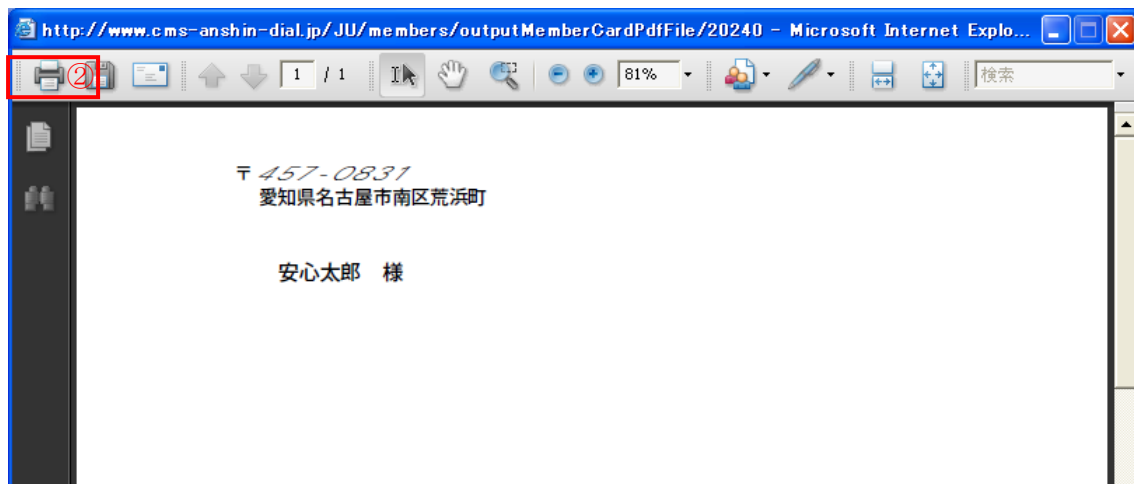 http://www.cms-anshin-dial.jp/JU/members/outputMemberCardPdfFile/20240 - Microsoft Internet Explo...
② 1 / 1 81% 検索
〒457-0831
愛知県名古屋市南区荒浜町
安心太郎 様